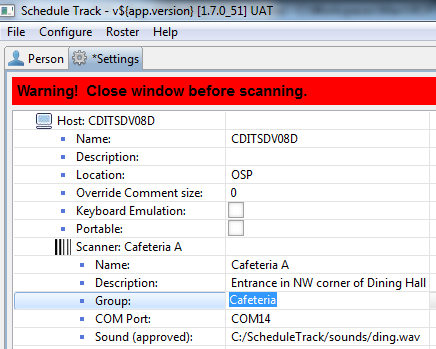 Schedule Track - v${app.version} [1.7.0_51] UAT
File Configure Roster Help
Person *Settings
Warning! Close window before scanning.
Host: CDITSDV08D
Name: CDITSDV08D
Description:
Location: OSP
Override Comment size: 0
Keyboard Emulation:
Portable:
Scanner: Cafeteria A
Name: Cafeteria A
Description: Entrance in NW corner of Dining Hall
Group: Cafeteria
COM Port: COM14
Sound (approved): C:/ScheduleTrack/sounds/ding.wav